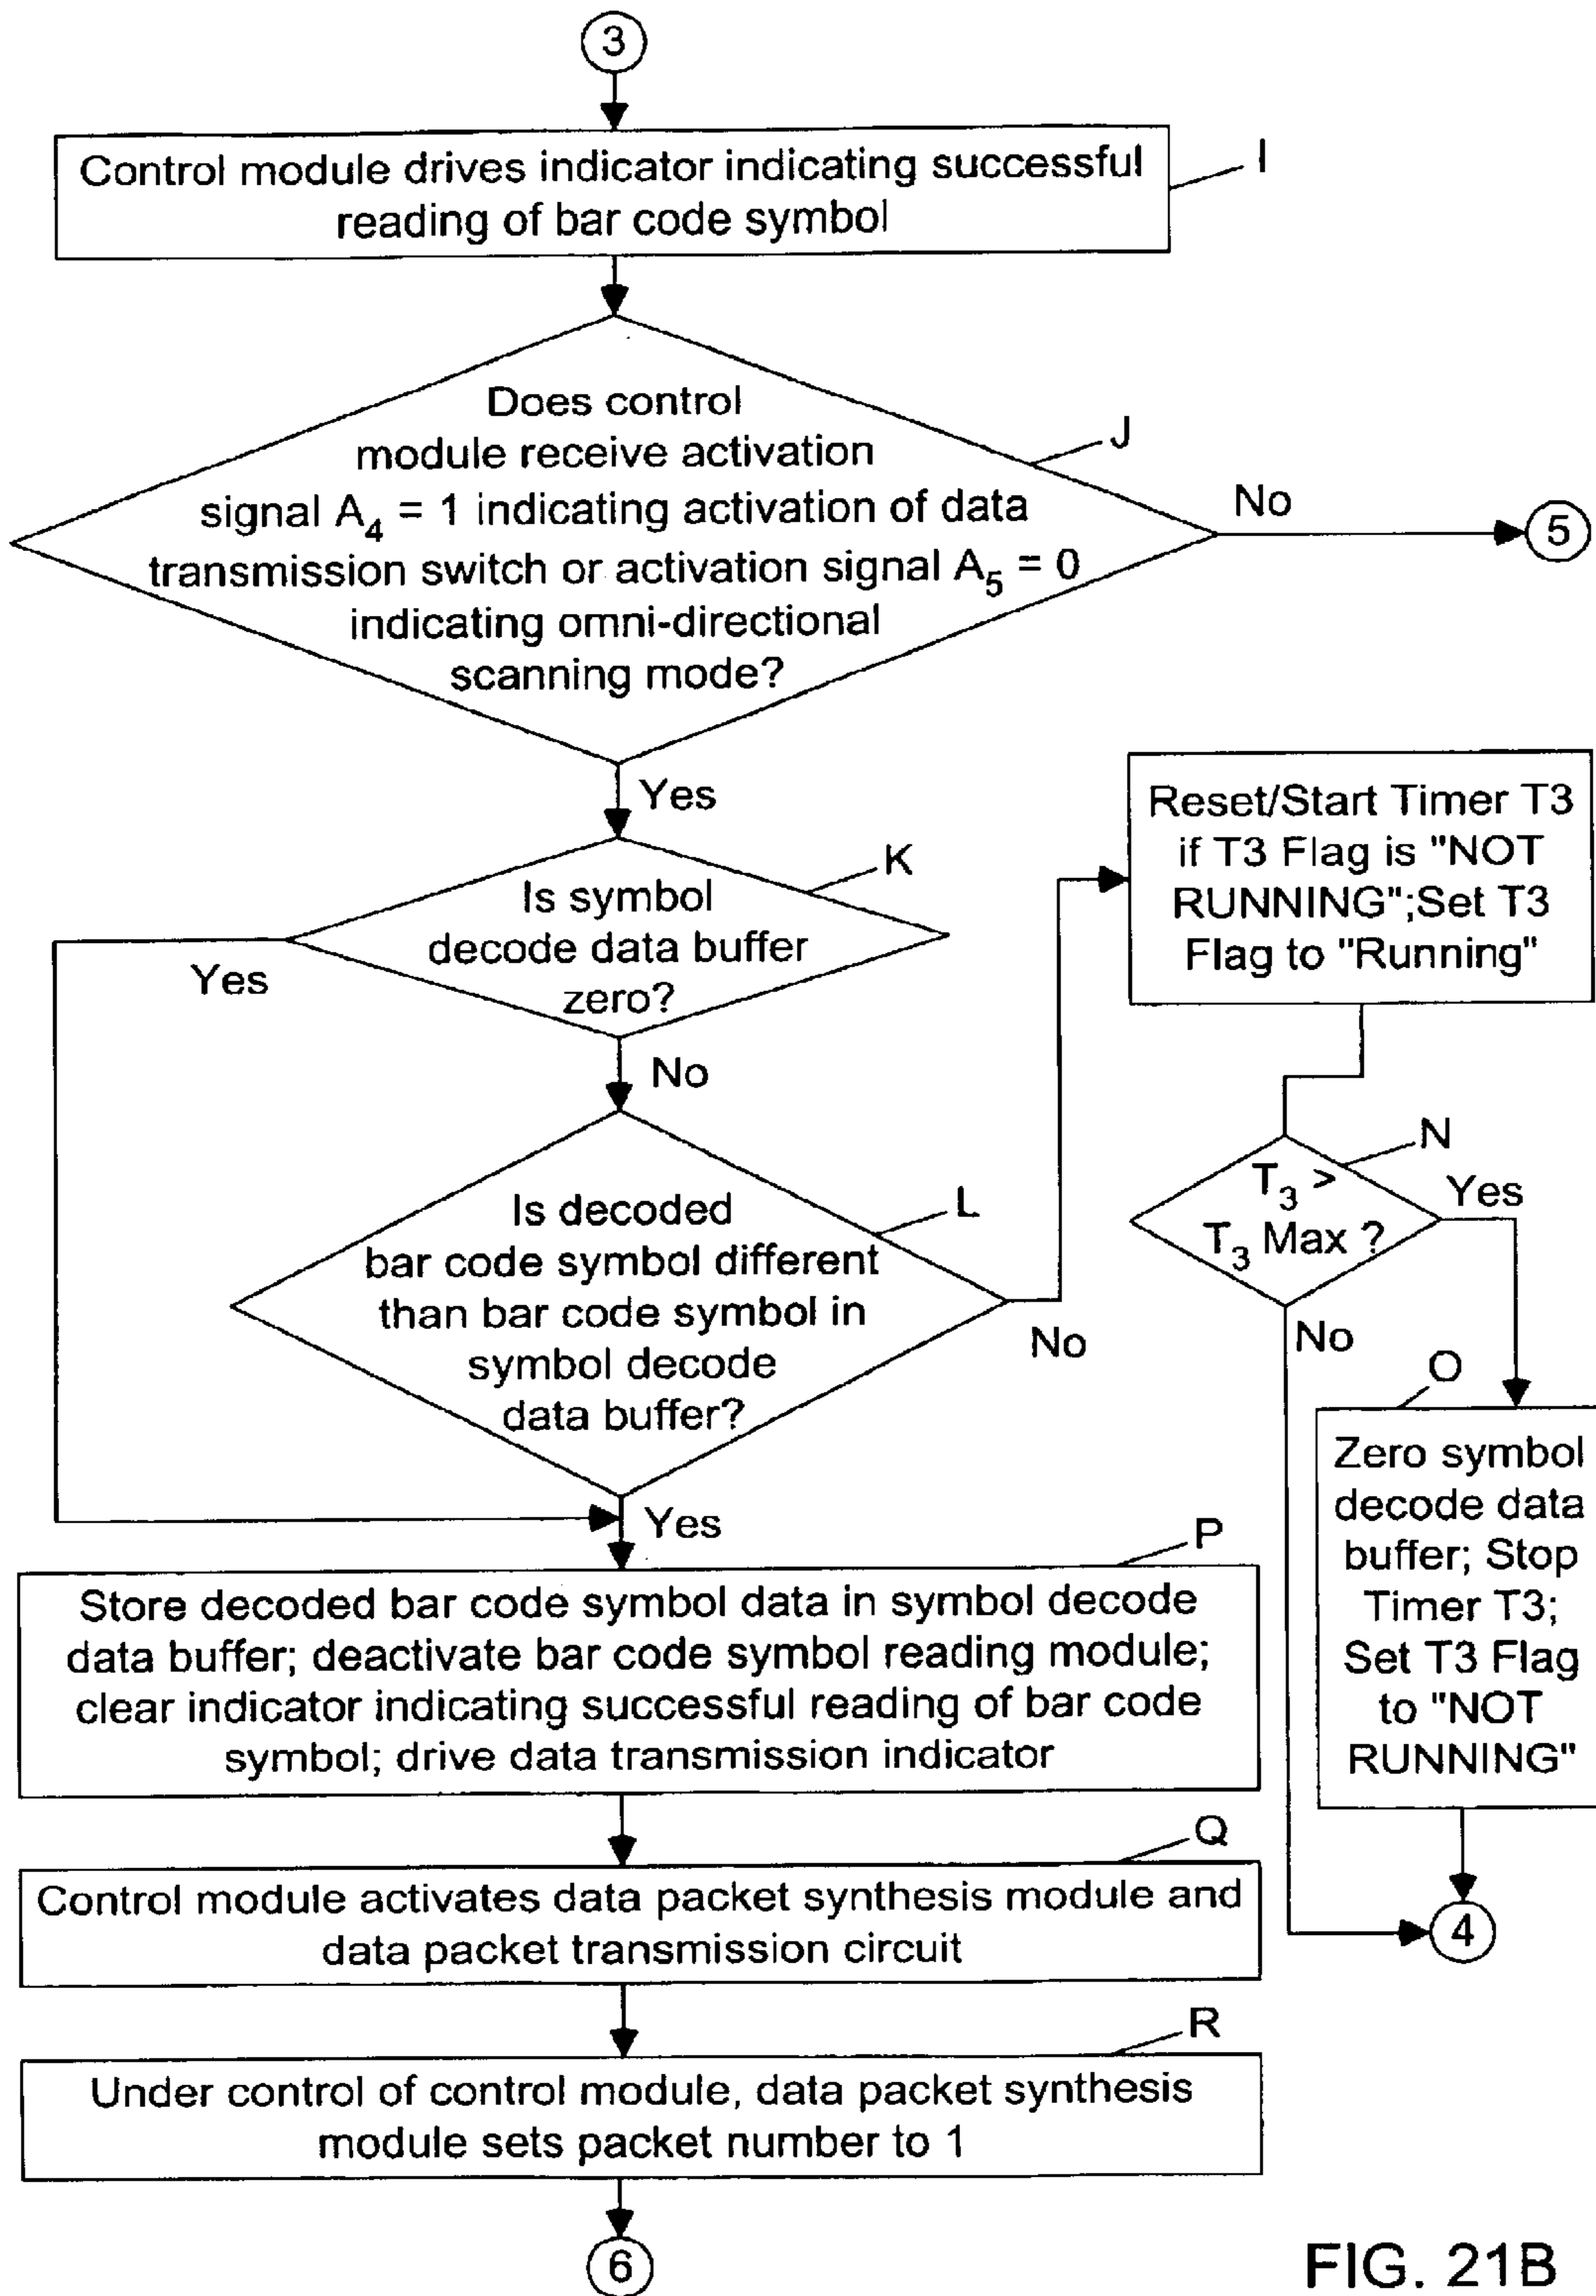 3
Control module drives indicator indicating successful
reading of bar code symbol
I
Does control
module receive activation
signal A4 = 1 indicating activation of data
transmission switch or activation signal A5 = 0
indicating omni-directional
scanning mode?
J
No
5
Yes
Is symbol
decode data buffer
zero?
K
Yes
No
Is decoded
bar code symbol different
than bar code symbol in
symbol decode
data buffer?
L
No
Yes
Reset/Start Timer T3
if T3 Flag is "NOT
RUNNING";Set T3
Flag to "Running"
T3 >
T3 Max ?
N
Yes
No
O
Zero symbol
decode data
buffer; Stop
Timer T3;
Set T3 Flag
to "NOT
RUNNING"
4
P
Store decoded bar code symbol data in symbol decode
data buffer; deactivate bar code symbol reading module;
clear indicator indicating successful reading of bar code
symbol; drive data transmission indicator
Q
Control module activates data packet synthesis module and
data packet transmission circuit
R
Under control of control module, data packet synthesis
module sets packet number to 1
6
FIG. 21B